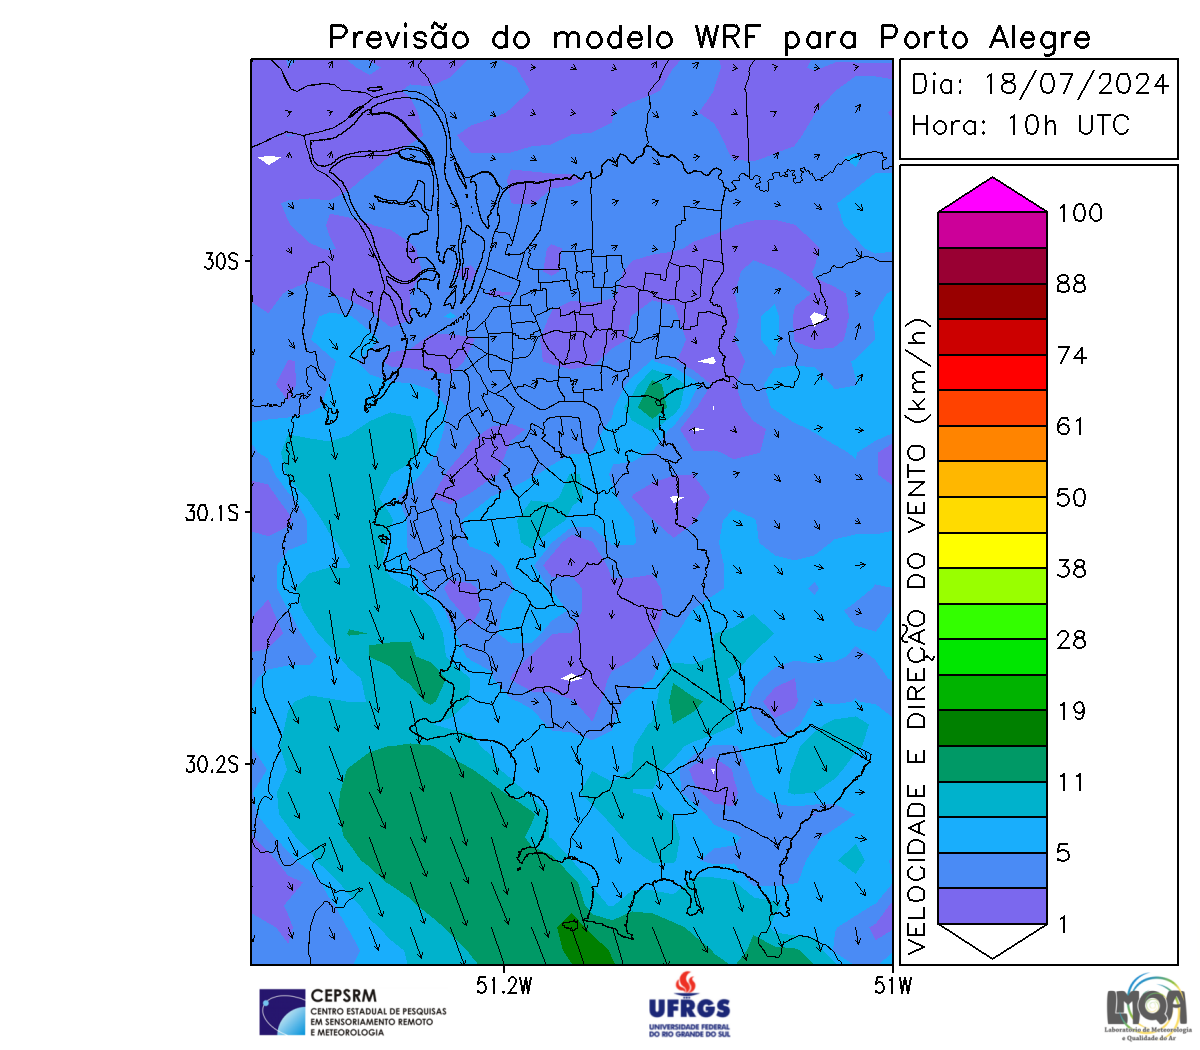 Previsão do modelo WRF para Porto Alegre
Dia: 18/07/2024
Hora: 10h UTC
30S
30.1S
30.2S
51.2W
51W
VELOCIDADE E DIREÇÃO DO VENTO (km/h)
100
88
74
61
50
38
28
19
11
5
1
CEPSRM
CENTRO ESTADUAL DE PESQUISAS
EM SENSORIAMENTO REMOTO
E METEOROLOGIA
UFRGS
UNIVERSIDADE FEDERAL
DO RIO GRANDE DO SUL
LMQA
Laboratório de Meteorologia
e Qualidade do Ar